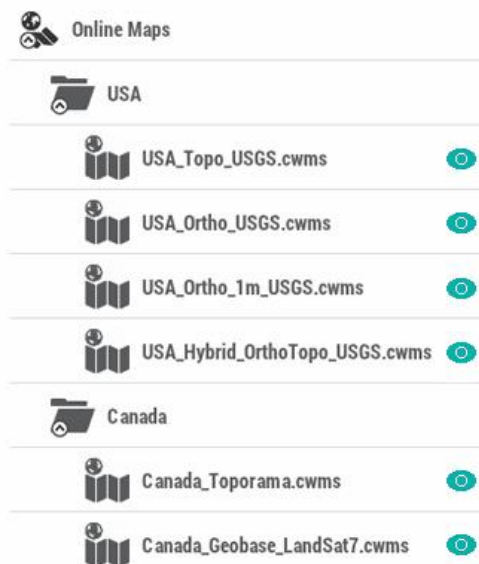 Online Maps
USA
USA_Topo_USGS.cwms
USA_Ortho_USGS.cwms
USA_Ortho_1m_USGS.cwms
USA_Hybrid_OrthoTopo_USGS.cwms
Canada
Canada_Toporama.cwms
Canada_Geobase_LandSat7.cwms